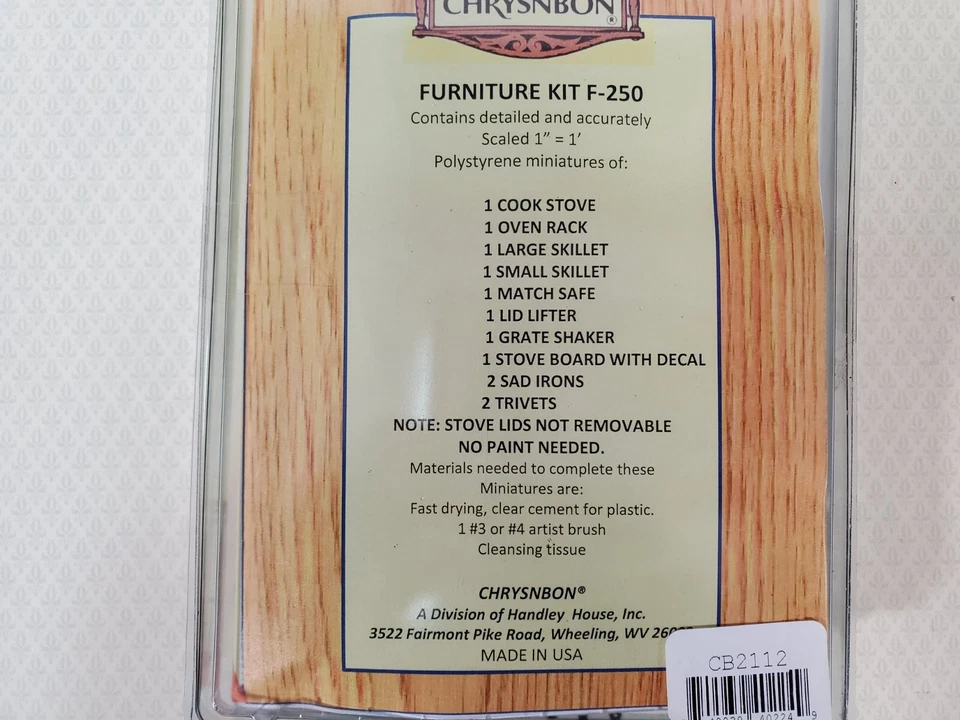 CHRYSNBON®
FURNITURE KIT F-250
Contains detailed and accurately
Scaled 1” = 1’
Polystyrene miniatures of:
1 COOK STOVE
1 OVEN RACK
1 LARGE SKILLET
1 SMALL SKILLET
1 MATCH SAFE
1 LID LIFTER
1 GRATE SHAKER
1 STOVE BOARD WITH DECAL
2 SAD IRONS
2 TRIVETS
NOTE: STOVE LIDS NOT REMOVABLE
NO PAINT NEEDED.
Materials needed to complete these
Miniatures are:
Fast drying, clear cement for plastic.
1 #3 or #4 artist brush
Cleansing tissue
CHRYSNBON®
A Division of Handley House, Inc.
3522 Fairmont Pike Road, Wheeling, WV
MADE IN USA
CB2112
40224 9